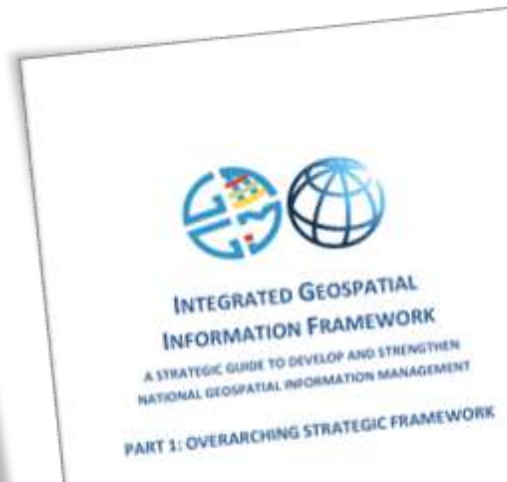 INTEGRATED GEOSPATIAL
INFORMATION FRAMEWORK
A STRATEGIC GUIDE TO DEVELOP AND STRENGTHEN
NATIONAL GEOSPATIAL INFORMATION MANAGEMENT
PART 1: OVERARCHING STRATEGIC FRAMEWORK